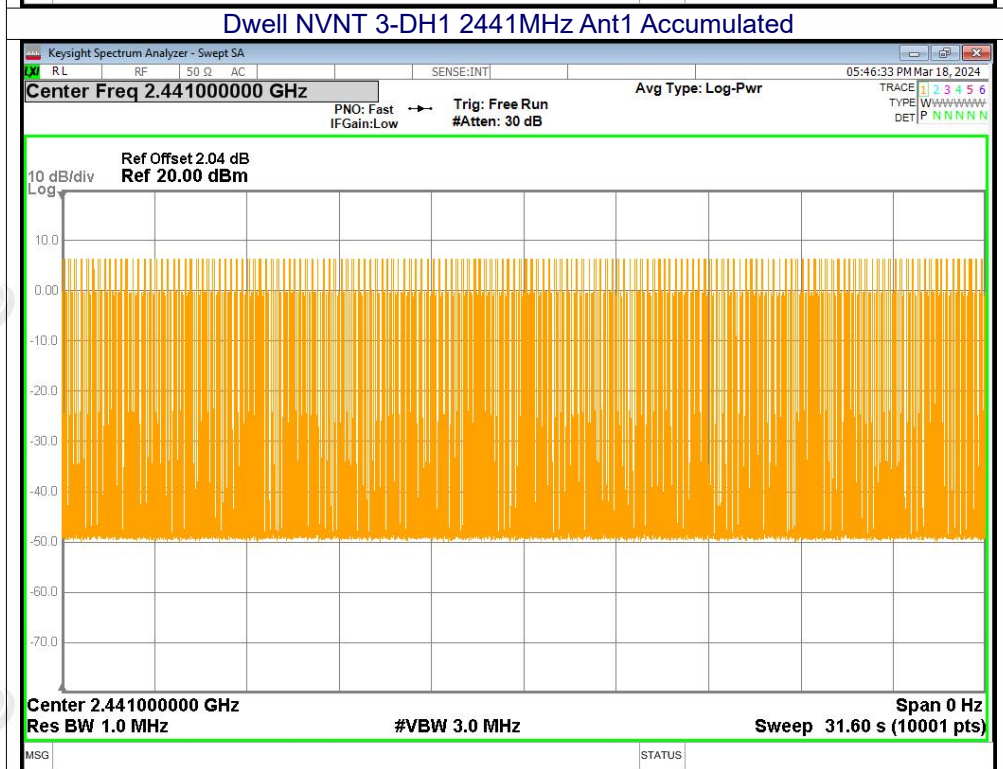 Dwell NVNT 3-DH1 2441MHz Ant1 Accumulated
Keysight Spectrum Analyzer - Swept SA
LXI RL RF 50 Ω AC SENSE:INT 05:46:33 PM Mar 18, 2024
Center Freq 2.441000000 GHz Avg Type: Log-Pwr TRACE 1 2 3 4 5 6
PNO: Fast Trig: Free Run TYPE WWWWWW
IFGain:Low #Atten: 30 dB DET P N N N N N
Ref Offset 2.04 dB
10 dB/div Ref 20.00 dBm
Log
10.0
0.00
-10.0
-20.0
-30.0
-40.0
-50.0
-60.0
-70.0
Center 2.441000000 GHz Span 0 Hz
Res BW 1.0 MHz #VBW 3.0 MHz Sweep 31.60 s (10001 pts)
MSG STATUS